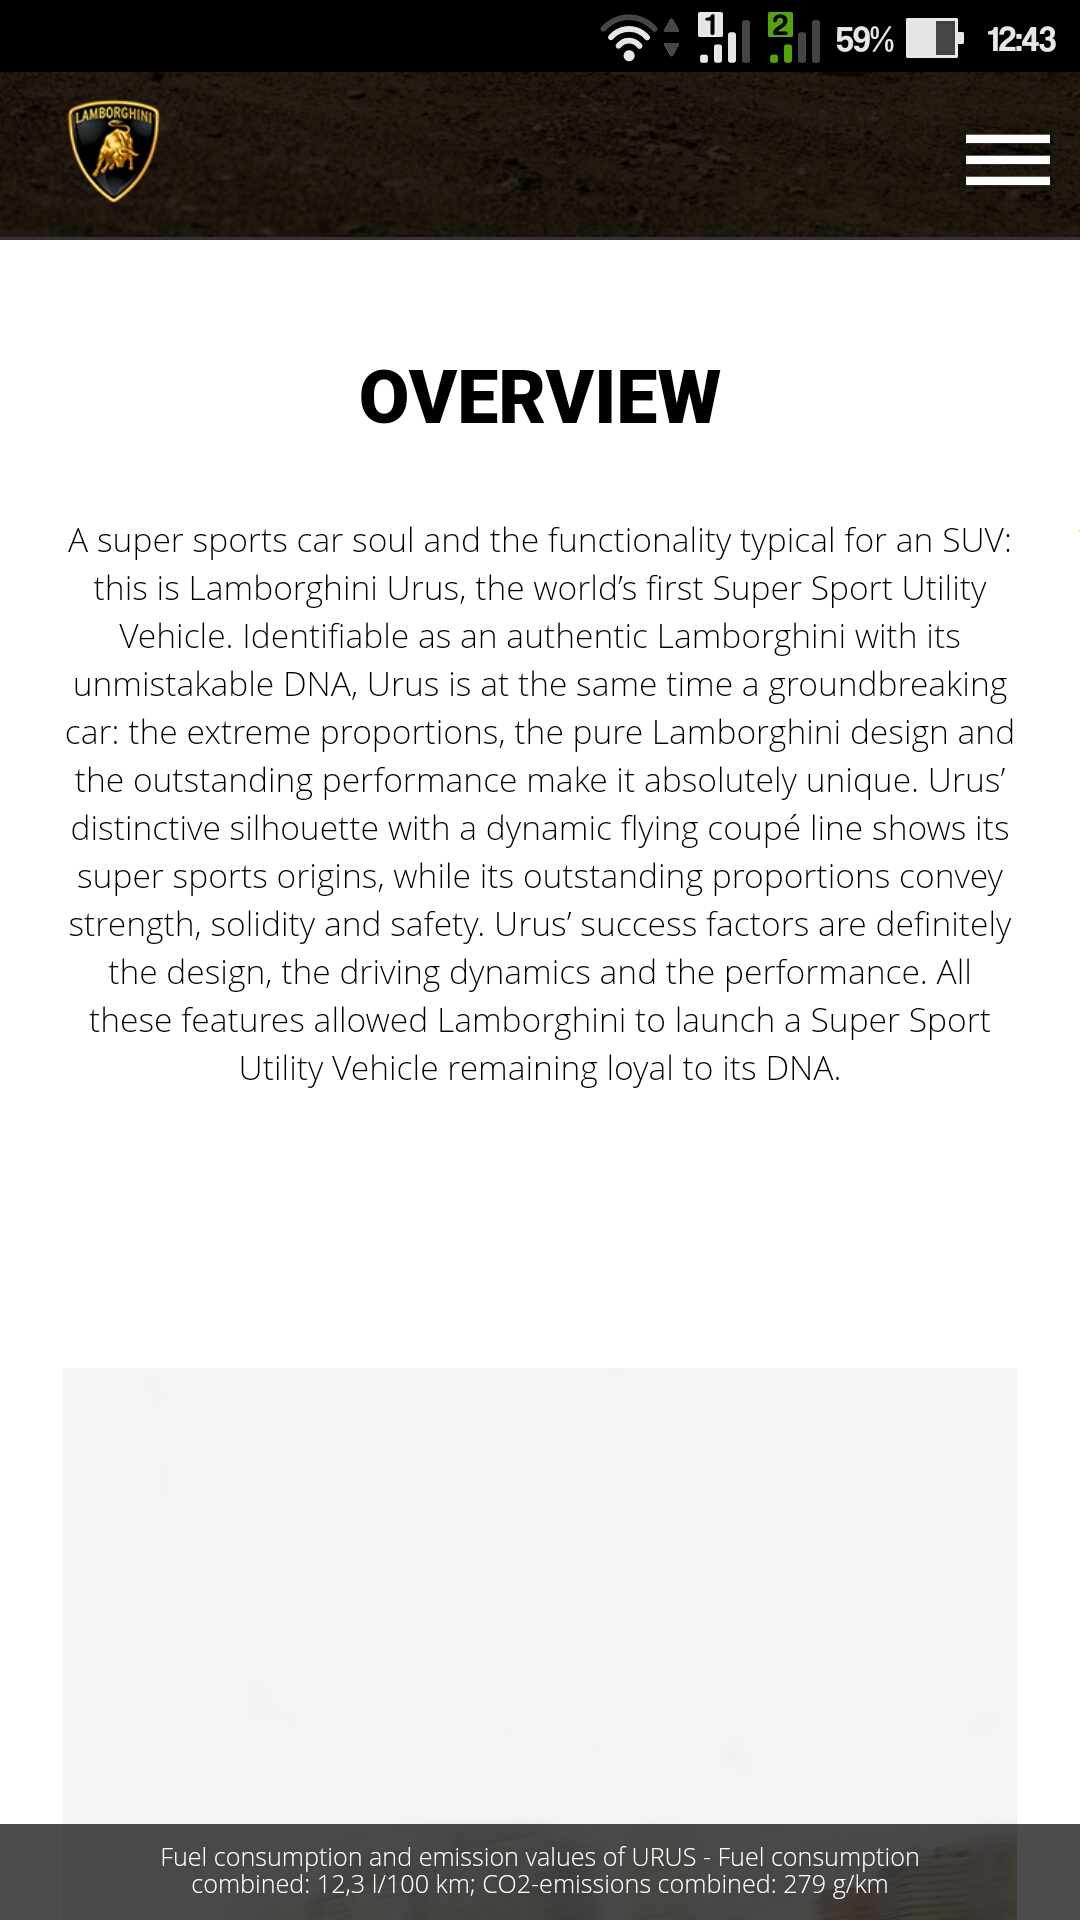 1 2 59% 12:43
LAMBORGHINI
OVERVIEW
A super sports car soul and the functionality typical for an SUV:
this is Lamborghini Urus, the world’s first Super Sport Utility
Vehicle. Identifiable as an authentic Lamborghini with its
unmistakable DNA, Urus is at the same time a groundbreaking
car: the extreme proportions, the pure Lamborghini design and
the outstanding performance make it absolutely unique. Urus’
distinctive silhouette with a dynamic flying coupé line shows its
super sports origins, while its outstanding proportions convey
strength, solidity and safety. Urus’ success factors are definitely
the design, the driving dynamics and the performance. All
these features allowed Lamborghini to launch a Super Sport
Utility Vehicle remaining loyal to its DNA.
Fuel consumption and emission values of URUS - Fuel consumption
combined: 12,3 l/100 km; CO2-emissions combined: 279 g/km